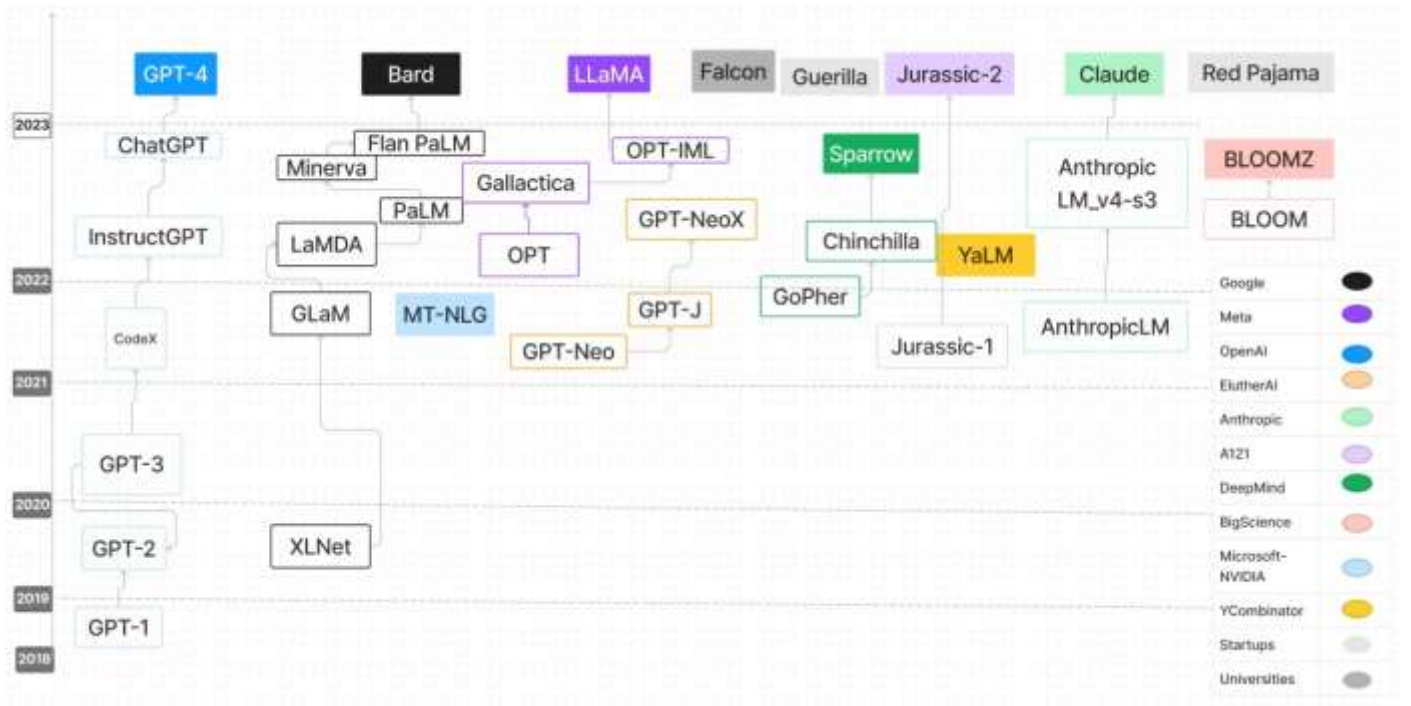 GPT-4
Bard
LLaMA
Falcon
Guerilla
Jurassic-2
Claude
Red Pajama
2023
ChatGPT
Flan PaLM
Minerva
OPT-IML
Sparrow
Anthropic
LM_v4-s3
BLOOMZ
Gallactica
PaLM
GPT-NeoX
BLOOM
InstructGPT
LaMDA
OPT
Chinchilla
YaLM
2022
GLaM
MT-NLG
GPT-J
GoPher
AnthropicLM
CodeX
GPT-Neo
Jurassic-1
2021
GPT-3
2020
GPT-2
XLNet
2019
GPT-1
2018
Google
Meta
OpenAI
ElutherAI
Anthropic
A121
DeepMind
BigScience
Microsoft-
NVIDIA
YCombinator
Startups
Universities